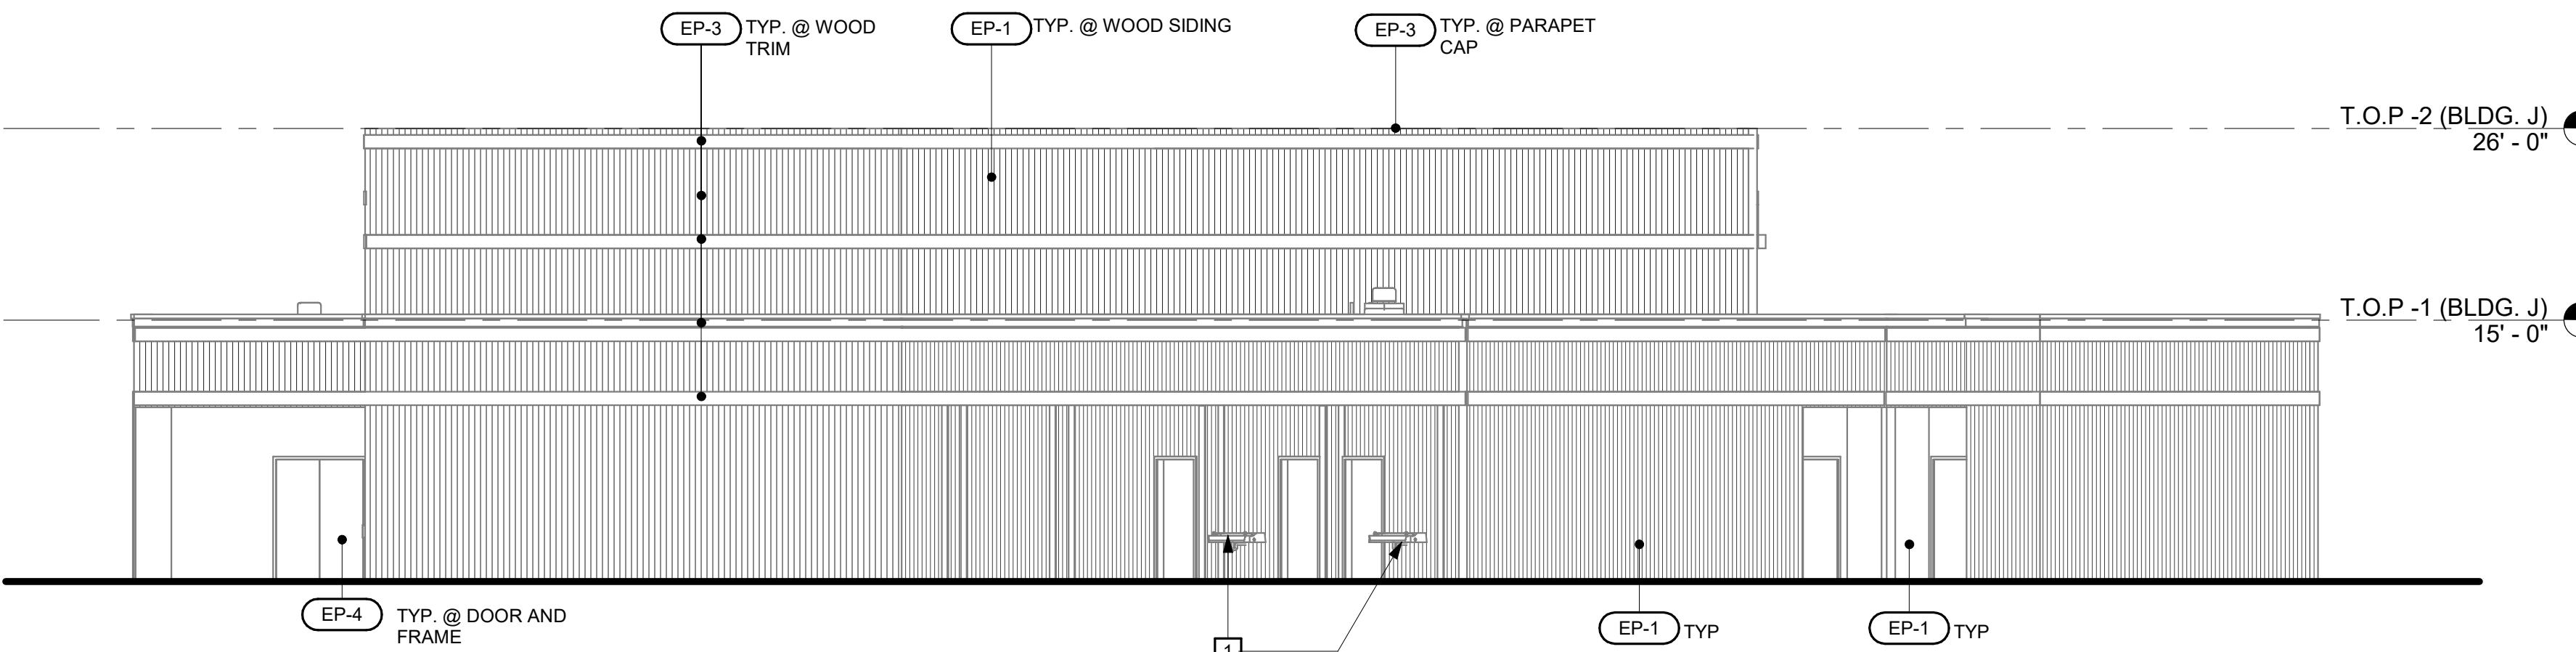 EP-3 TYP. @ WOOD
TRIM
EP-1 TYP. @ WOOD SIDING
EP-3 TYP. @ PARAPET
CAP
T.O.P -2 (BLDG. J)
26' - 0"
T.O.P -1 (BLDG. J)
15' - 0"
EP-4 TYP. @ DOOR AND
FRAME
1
EP-1 TYP
EP-1 TYP